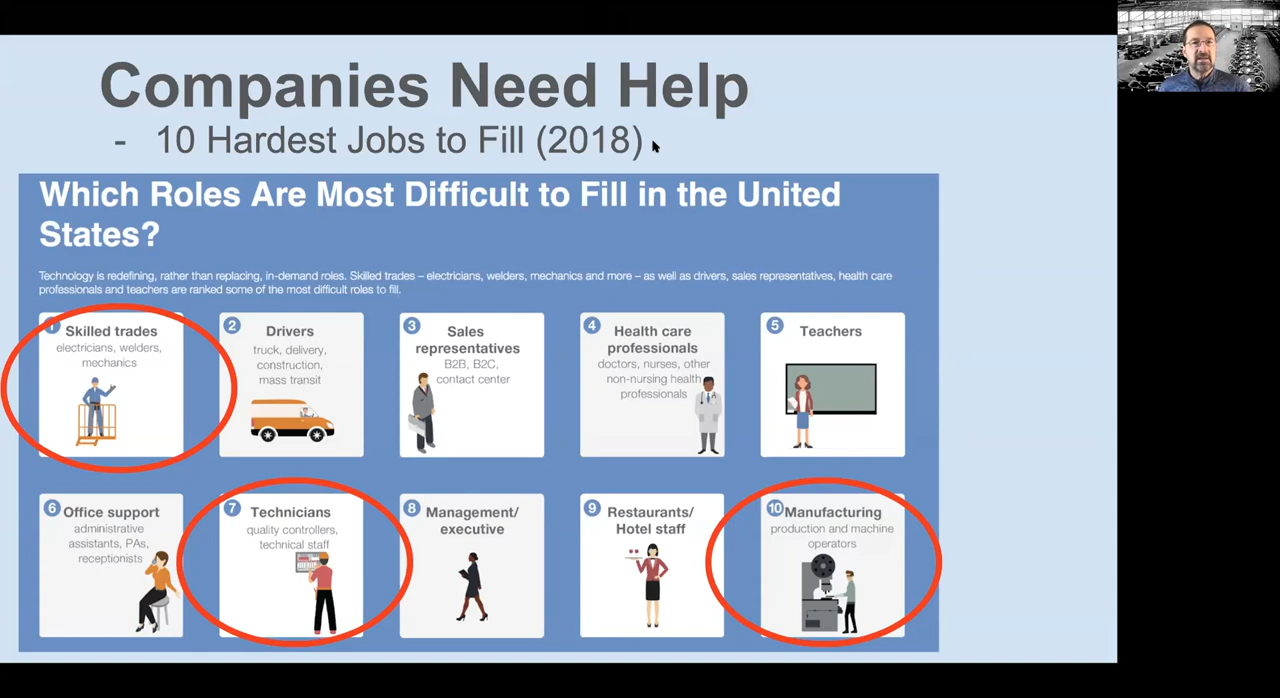 Companies Need Help
- 10 Hardest Jobs to Fill (2018)
Which Roles Are Most Difficult to Fill in the United
States?
Technology is redefining, rather than replacing, in-demand roles. Skilled trades – electricians, welders, mechanics and more – as well as drivers, sales representatives, health care
professionals and teachers are ranked some of the most difficult roles to fill.
1 Skilled trades
electricians, welders,
mechanics
2 Drivers
truck, delivery,
construction,
mass transit
3 Sales
representatives
B2B, B2C,
contact center
4 Health care
professionals
doctors, nurses, other
non-nursing health
professionals
5 Teachers
6 Office support
administrative
assistants, PAs,
receptionists
7 Technicians
quality controllers,
technical staff
8 Management/
executive
9 Restaurants/
Hotel staff
10 Manufacturing
production and machine
operators